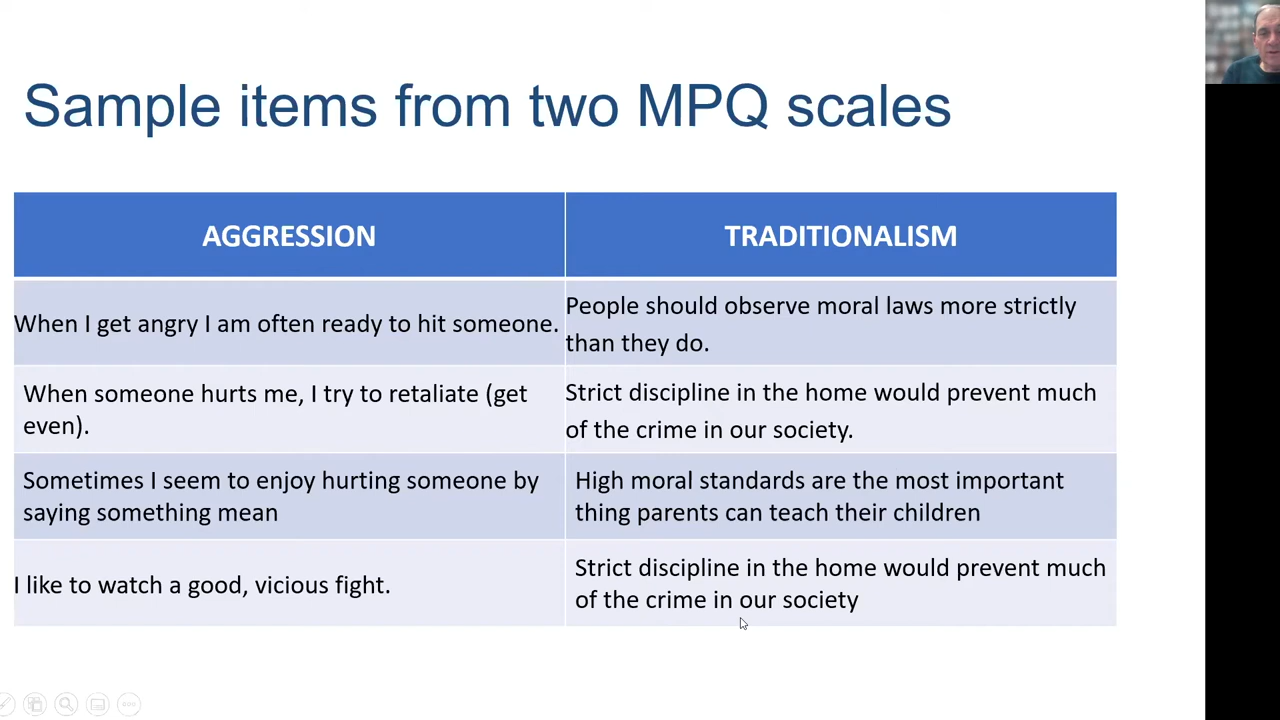 Sample items from two MPQ scales
AGGRESSION
TRADITIONALISM
When I get angry I am often ready to hit someone.
People should observe moral laws more strictly
than they do.
When someone hurts me, I try to retaliate (get
even).
Strict discipline in the home would prevent much
of the crime in our society.
Sometimes I seem to enjoy hurting someone by
saying something mean
High moral standards are the most important
thing parents can teach their children
I like to watch a good, vicious fight.
Strict discipline in the home would prevent much
of the crime in our society